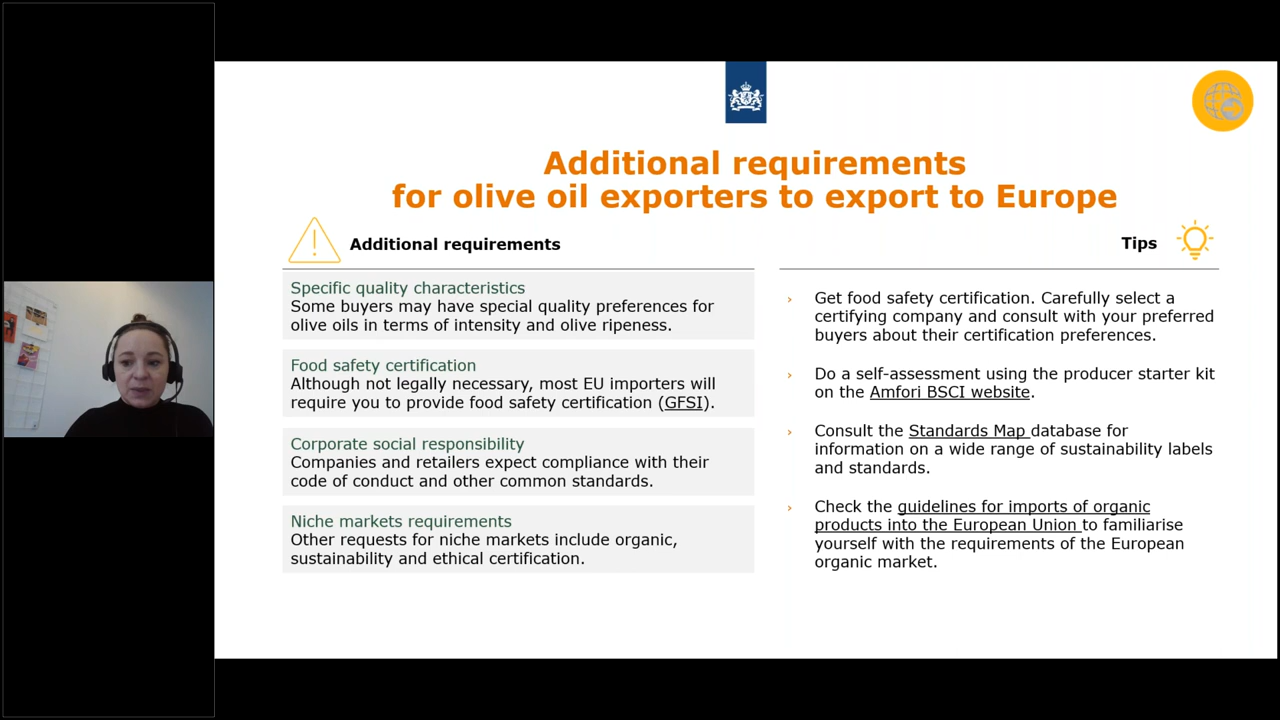 Additional requirements
for olive oil exporters to export to Europe
Additional requirements
Specific quality characteristics
Some buyers may have special quality preferences for
olive oils in terms of intensity and olive ripeness.
Food safety certification
Although not legally necessary, most EU importers will
require you to provide food safety certification (GFSI).
Corporate social responsibility
Companies and retailers expect compliance with their
code of conduct and other common standards.
Niche markets requirements
Other requests for niche markets include organic,
sustainability and ethical certification.
Tips
› Get food safety certification. Carefully select a
certifying company and consult with your preferred
buyers about their certification preferences.
› Do a self-assessment using the producer starter kit
on the Amfori BSCI website.
› Consult the Standards Map database for
information on a wide range of sustainability labels
and standards.
› Check the guidelines for imports of organic
products into the European Union to familiarise
yourself with the requirements of the European
organic market.